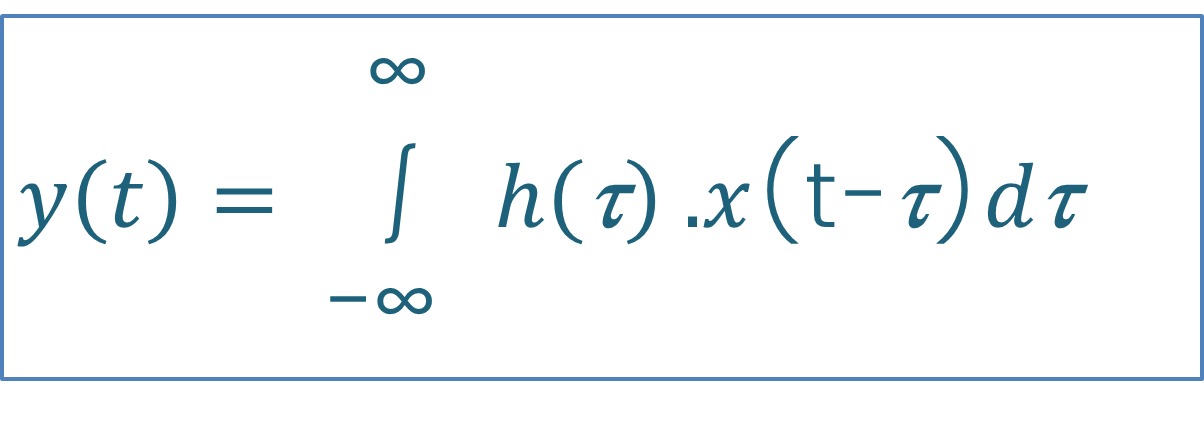 ∞
y(t) = ∫ h(τ) .x(t−τ)dτ
−∞